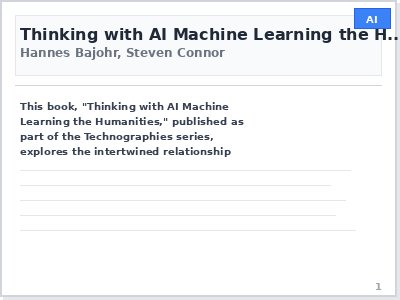 AI
Thinking with AI Machine Learning the H...
Hannes Bajohr, Steven Connor
This book, "Thinking with AI Machine
Learning the Humanities," published as
part of the Technographies series,
explores the intertwined relationship
1